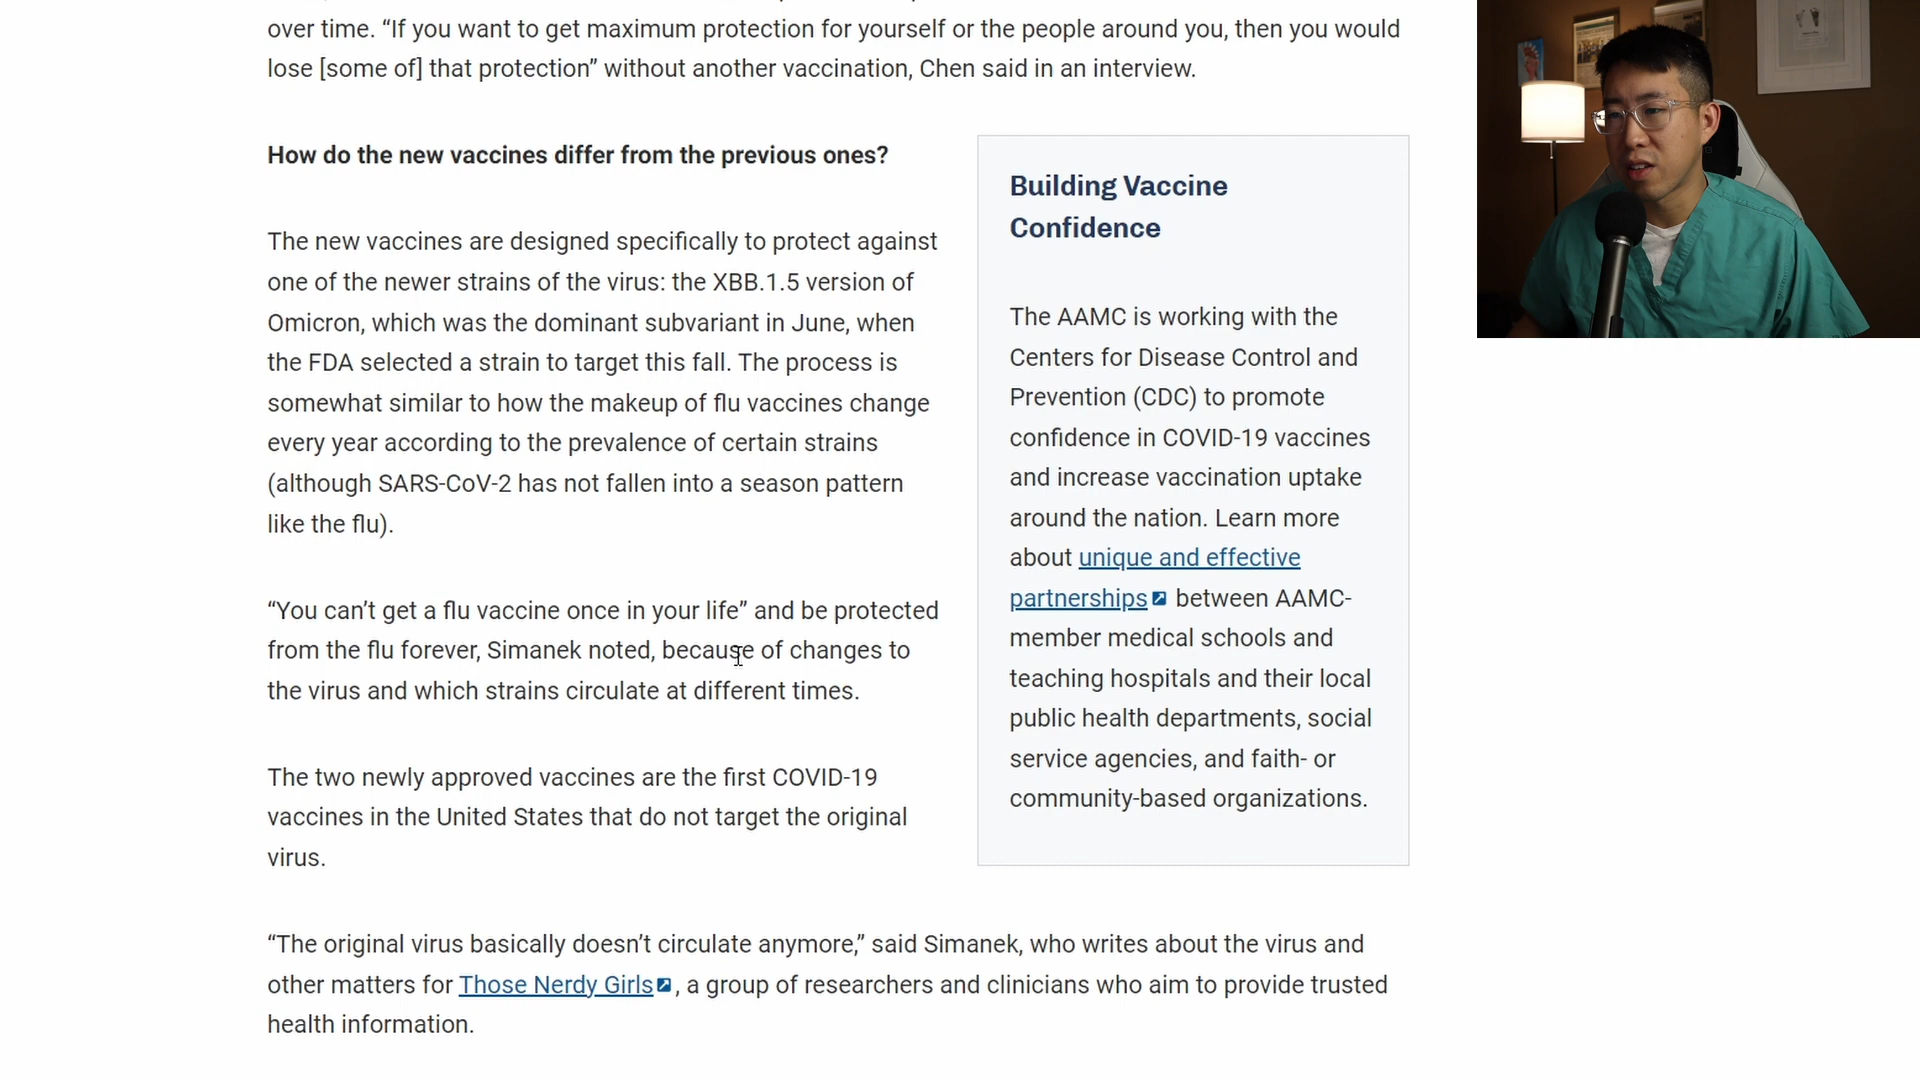 over time. “If you want to get maximum protection for yourself or the people around you, then you would
lose [some of] that protection” without another vaccination, Chen said in an interview.
How do the new vaccines differ from the previous ones?
The new vaccines are designed specifically to protect against
one of the newer strains of the virus: the XBB.1.5 version of
Omicron, which was the dominant subvariant in June, when
the FDA selected a strain to target this fall. The process is
somewhat similar to how the makeup of flu vaccines change
every year according to the prevalence of certain strains
(although SARS-CoV-2 has not fallen into a season pattern
like the flu).
“You can’t get a flu vaccine once in your life” and be protected
from the flu forever, Simanek noted, because of changes to
the virus and which strains circulate at different times.
The two newly approved vaccines are the first COVID-19
vaccines in the United States that do not target the original
virus.
Building Vaccine
Confidence
The AAMC is working with the
Centers for Disease Control and
Prevention (CDC) to promote
confidence in COVID-19 vaccines
and increase vaccination uptake
around the nation. Learn more
about unique and effective
partnerships between AAMC-
member medical schools and
teaching hospitals and their local
public health departments, social
service agencies, and faith- or
community-based organizations.
“The original virus basically doesn’t circulate anymore,” said Simanek, who writes about the virus and
other matters for Those Nerdy Girls, a group of researchers and clinicians who aim to provide trusted
health information.